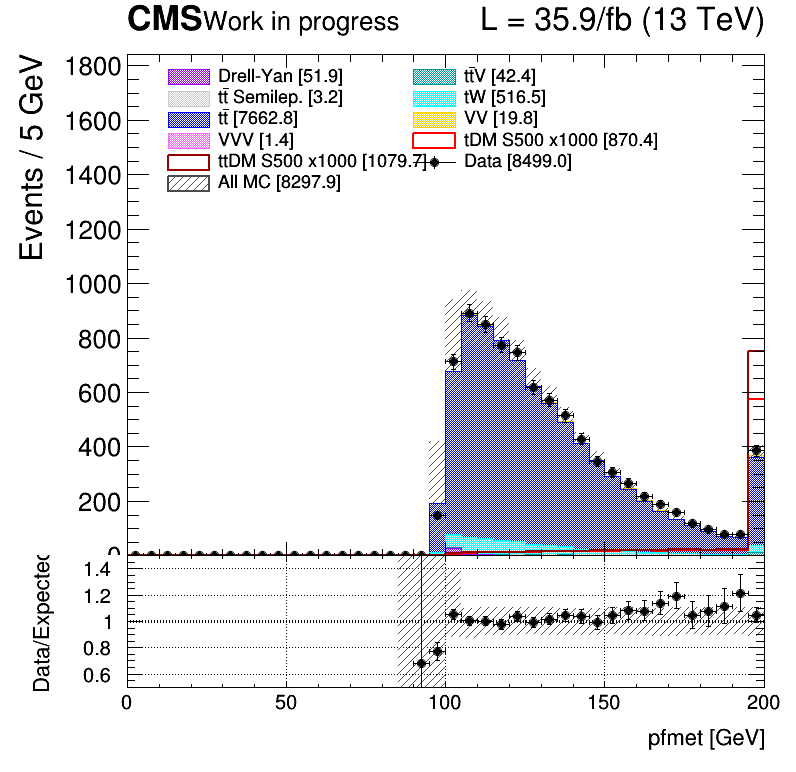 CMS Work in progress L = 35.9/fb (13 TeV)
Events / 5 GeV
1800
1600
1400
1200
1000
800
600
400
200
0
Drell-Yan [51.9] tt̄V [42.4]
tt̄ Semilep. [3.2] tW [516.5]
tt̄ [7662.8] VV [19.8]
VVV [1.4] tDM S500 x1000 [870.4]
ttDM S500 x1000 [1079.7] Data [8499.0]
All MC [8297.9]
Data/Expected
1.4
1.2
1
0.8
0.6
0 50 100 150 200
pfmet [GeV]